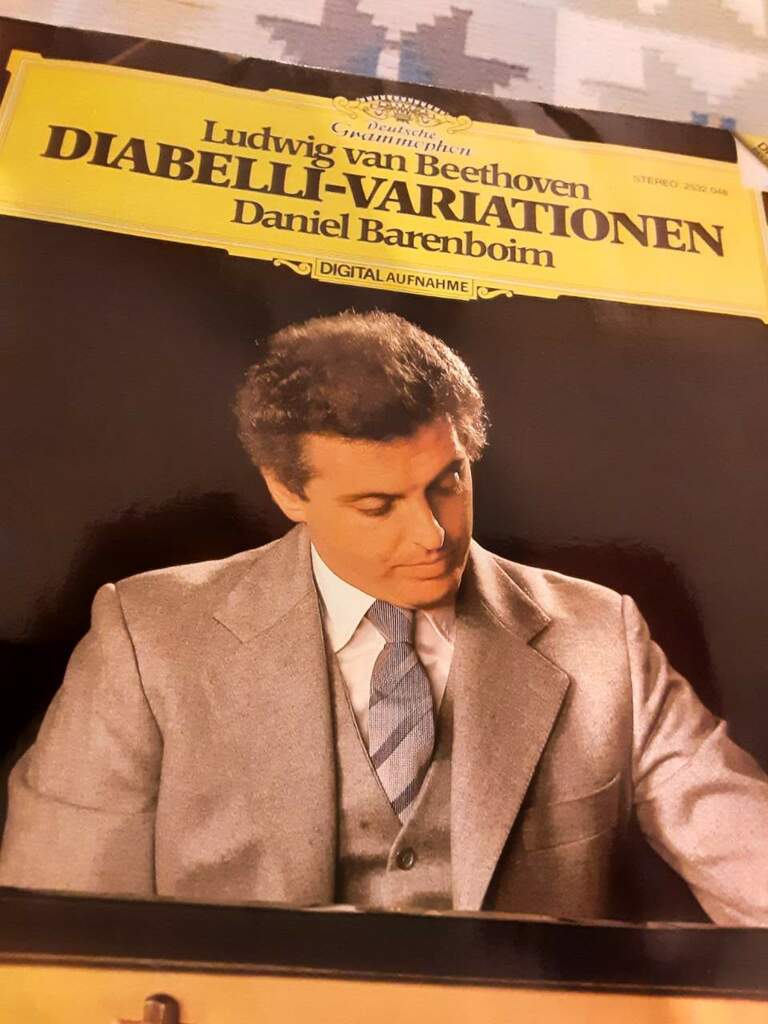 Deutsche
Grammophon
Ludwig van Beethoven
STEREO 2532 048
DIABELLI-VARIATIONEN
Daniel Barenboim
DIGITAL AUFNAHME